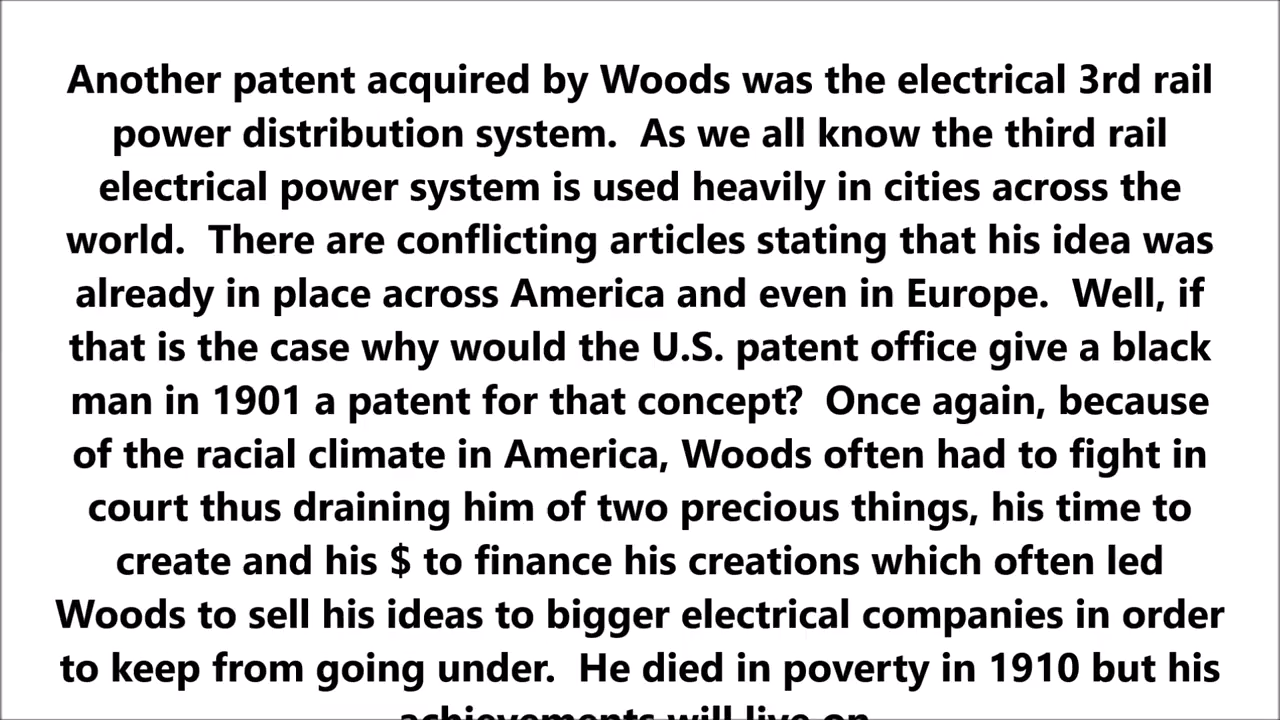 Another patent acquired by Woods was the electrical 3rd rail
power distribution system.  As we all know the third rail
electrical power system is used heavily in cities across the
world.  There are conflicting articles stating that his idea was
already in place across America and even in Europe.  Well, if
that is the case why would the U.S. patent office give a black
man in 1901 a patent for that concept?  Once again, because
of the racial climate in America, Woods often had to fight in
court thus draining him of two precious things, his time to
create and his $ to finance his creations which often led
Woods to sell his ideas to bigger electrical companies in order
to keep from going under.  He died in poverty in 1910 but his
achievements will live on